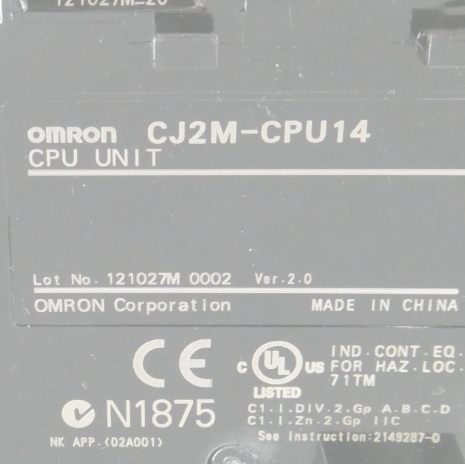 121027M-20
omron CJ2M-CPU14
CPU UNIT
Lot No. 121027M 0002 Ver.2.0
OMRON Corporation MADE IN CHINA
CE
C UL US LISTED
IND.CONT.EQ.
FOR HAZ.LOC.
71TM
N1875
NK APP.(02A001)
C1.I.DIV.2.Gp A.B.C.D
C1.I.Zn.2.Gp IIC
See Instruction:2149287-0